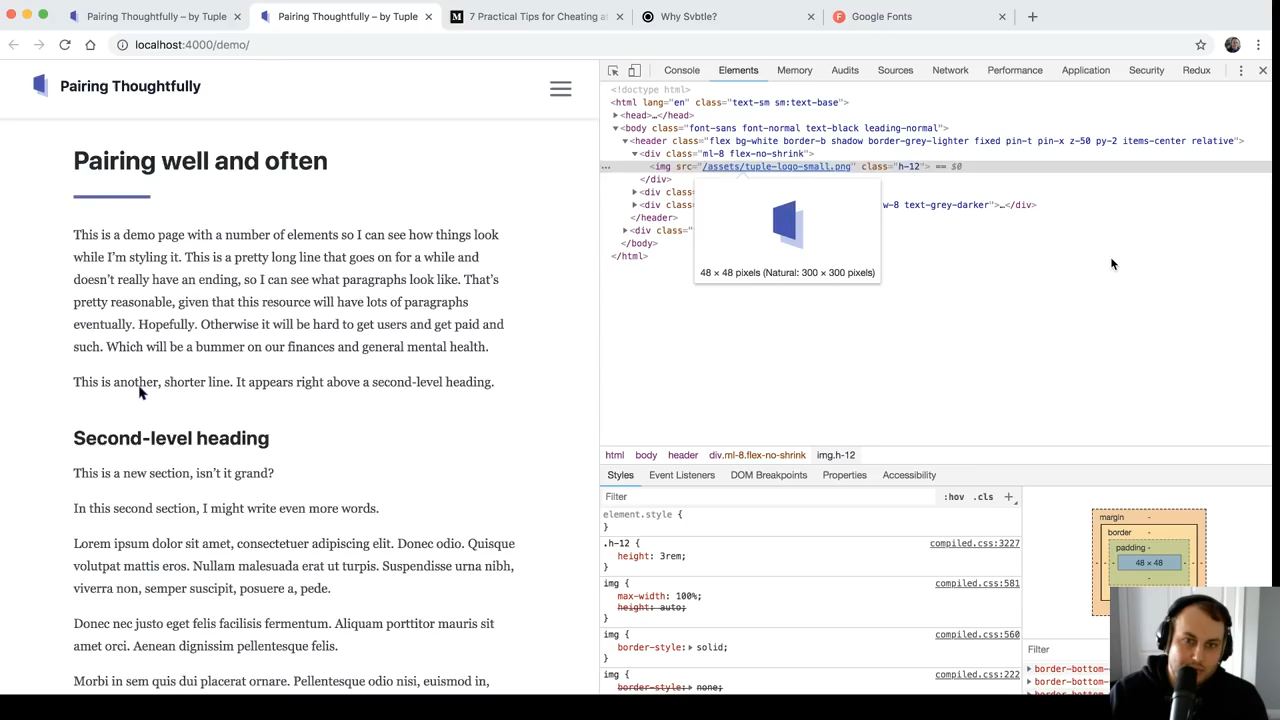 Pairing Thoughtfully – by Tuple
Pairing Thoughtfully – by Tuple
7 Practical Tips for Cheating at
Why Svbtle?
Google Fonts
localhost:4000/demo/
Pairing Thoughtfully
Pairing well and often
This is a demo page with a number of elements so I can see how things look
while I’m styling it. This is a pretty long line that goes on for a while and
doesn’t really have an ending, so I can see what paragraphs look like. That’s
pretty reasonable, given that this resource will have lots of paragraphs
eventually. Hopefully. Otherwise it will be hard to get users and get paid and
such. Which will be a bummer on our finances and general mental health.
This is another, shorter line. It appears right above a second-level heading.
Second-level heading
This is a new section, isn’t it grand?
In this second section, I might write even more words.
Lorem ipsum dolor sit amet, consectetuer adipiscing elit. Donec odio. Quisque
volutpat mattis eros. Nullam malesuada erat ut turpis. Suspendisse urna nibh,
viverra non, semper suscipit, posuere a, pede.
Donec nec justo eget felis facilisis fermentum. Aliquam porttitor mauris sit
amet orci. Aenean dignissim pellentesque felis.
Morbi in sem quis dui placerat ornare. Pellentesque odio nisi, euismod in,
Console Elements Memory Audits Sources Network Performance Application Security Redux
<!doctype html>
<html lang="en" class="text-sm sm:text-base">
<head>…</head>
<body class="font-sans font-normal text-black leading-normal">
<header class="flex bg-white border-b shadow border-grey-lighter fixed pin-t pin-x z-50 py-2 items-center relative">
<div class="ml-8 flex-no-shrink">
<img src="/assets/tuple-logo-small.png" class="h-12"> == $0
</div>
<div class=
<div class= w-8 text-grey-darker">…</div>
</header>
<div class="
</body>
</html>
48 × 48 pixels (Natural: 300 × 300 pixels)
html body header div.ml-8.flex-no-shrink img.h-12
Styles Event Listeners DOM Breakpoints Properties Accessibility
Filter :hov .cls +
element.style {
}
.h-12 { compiled.css:3227
height: 3rem;
}
img { compiled.css:581
max-width: 100%;
height: auto;
}
img { compiled.css:560
border-style: solid;
}
img { compiled.css:222
border-style: none;
margin -
border -
padding -
48 × 48
Filter
border-bottom-
border-bottom-